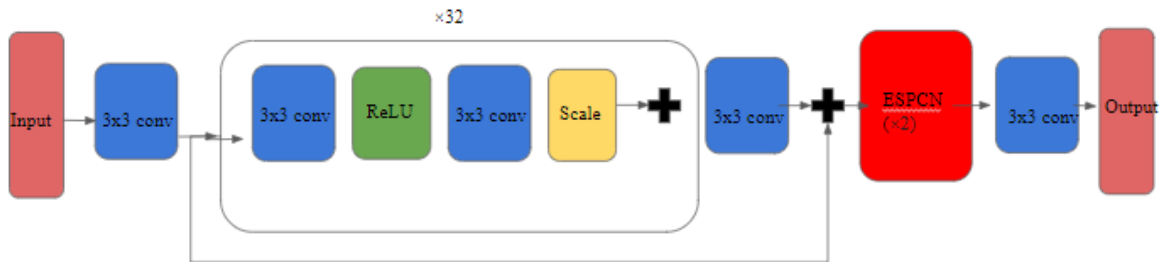 ×32
Input
3x3 conv
3x3 conv
ReLU
3x3 conv
Scale
3x3 conv
ESPCN
(×2)
3x3 conv
Output